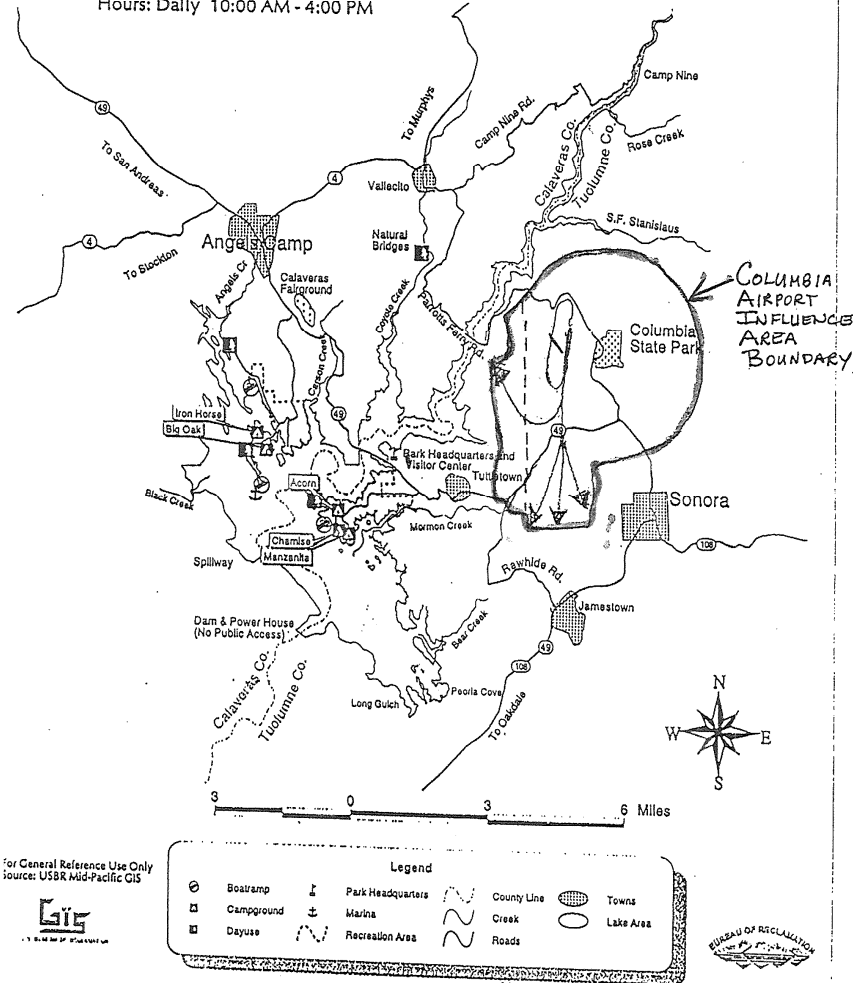 Hours: Daily 10:00 AM - 4:00 PM
Camp Nine
49
To Murphys
Camp Nine Rd.
Calaveras Co.
Tuolumne Co.
Rose Creek
To San Andreas
4
Vallecito
S.F. Stanislaus
Angels Camp
4
To Stockton
Natural
Bridges
Angels Cr
Calaveras
Fairground
Coyote Creek
Parrotts Ferry Rd.
COLUMBIA
AIRPORT
INFLUENCE
AREA
BOUNDARY
Columbia
State Park
Carson Creek
49
Iron Horse
Big Oak
49
Park Headquarters and
Visitor Center
Tuttletown
Acorn
Black Creek
Sonora
Mormon Creek
Chamise
Manzanita
108
Spillway
Rawhide Rd.
Jamestown
Dam & Power House
(No Public Access)
Bear Creek
49
108
Calaveras Co.
Tuolumne Co.
Long Gulch
Peoria Cove
To Oakdale
N
W
E
S
3
0
3
6 Miles
For General Reference Use Only
Source: USBR Mid-Pacific GIS
GIS
Legend
Boatramp
Park Headquarters
County Line
Towns
Campground
Marina
Creek
Lake Area
Dayuse
Recreation Area
Roads
BUREAU OF RECLAMATION